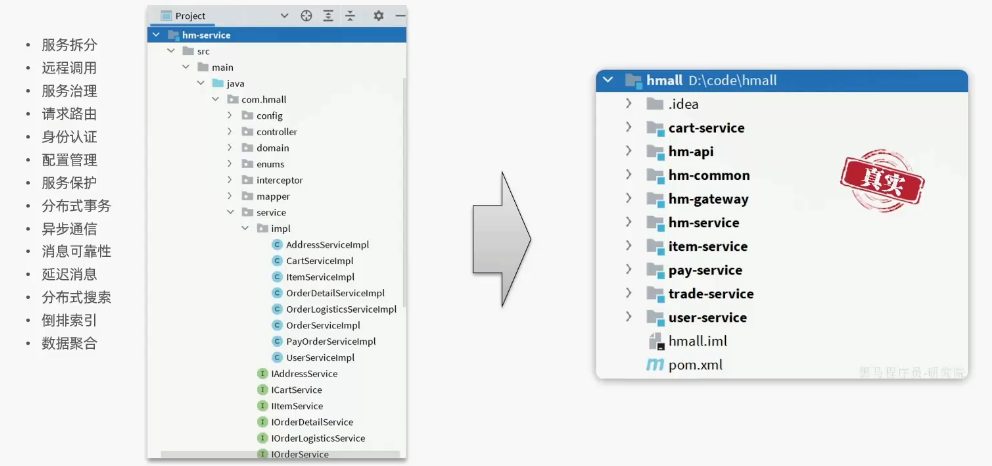 服务拆分
远程调用
服务治理
请求路由
身份认证
配置管理
服务保护
分布式事务
异步通信
消息可靠性
延迟消息
分布式搜索
倒排索引
数据聚合
Project
hm-service
src
main
java
com.hmall
config
controller
domain
enums
interceptor
mapper
service
impl
AddressServiceImpl
CartServiceImpl
ItemServiceImpl
OrderDetailServiceImpl
OrderLogisticsServiceImpl
OrderServiceImpl
PayOrderServiceImpl
UserServiceImpl
IAddressService
ICartService
IItemService
IOrderDetailService
IOrderLogisticsService
IOrderService
hmall D:\code\hmall
.idea
cart-service
hm-api
hm-common
hm-gateway
hm-service
item-service
pay-service
trade-service
user-service
hmall.iml
pom.xml
真实
黑马程序员-研究院